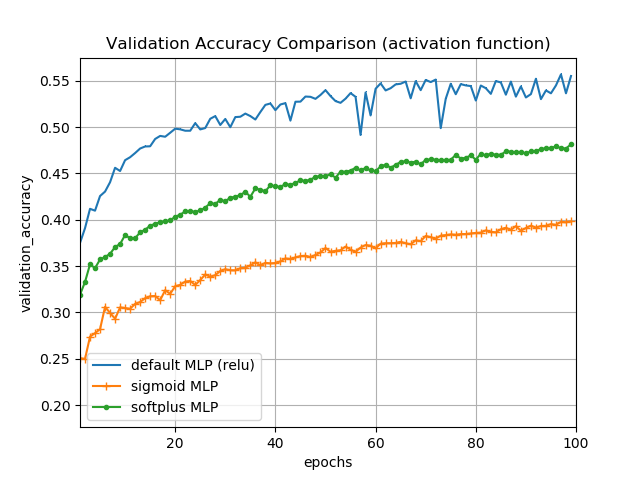 Validation Accuracy Comparison (activation function)
validation_accuracy
0.55
0.50
0.45
0.40
0.35
0.30
0.25
0.20
default MLP (relu)
sigmoid MLP
softplus MLP
20 40 60 80 100
epochs